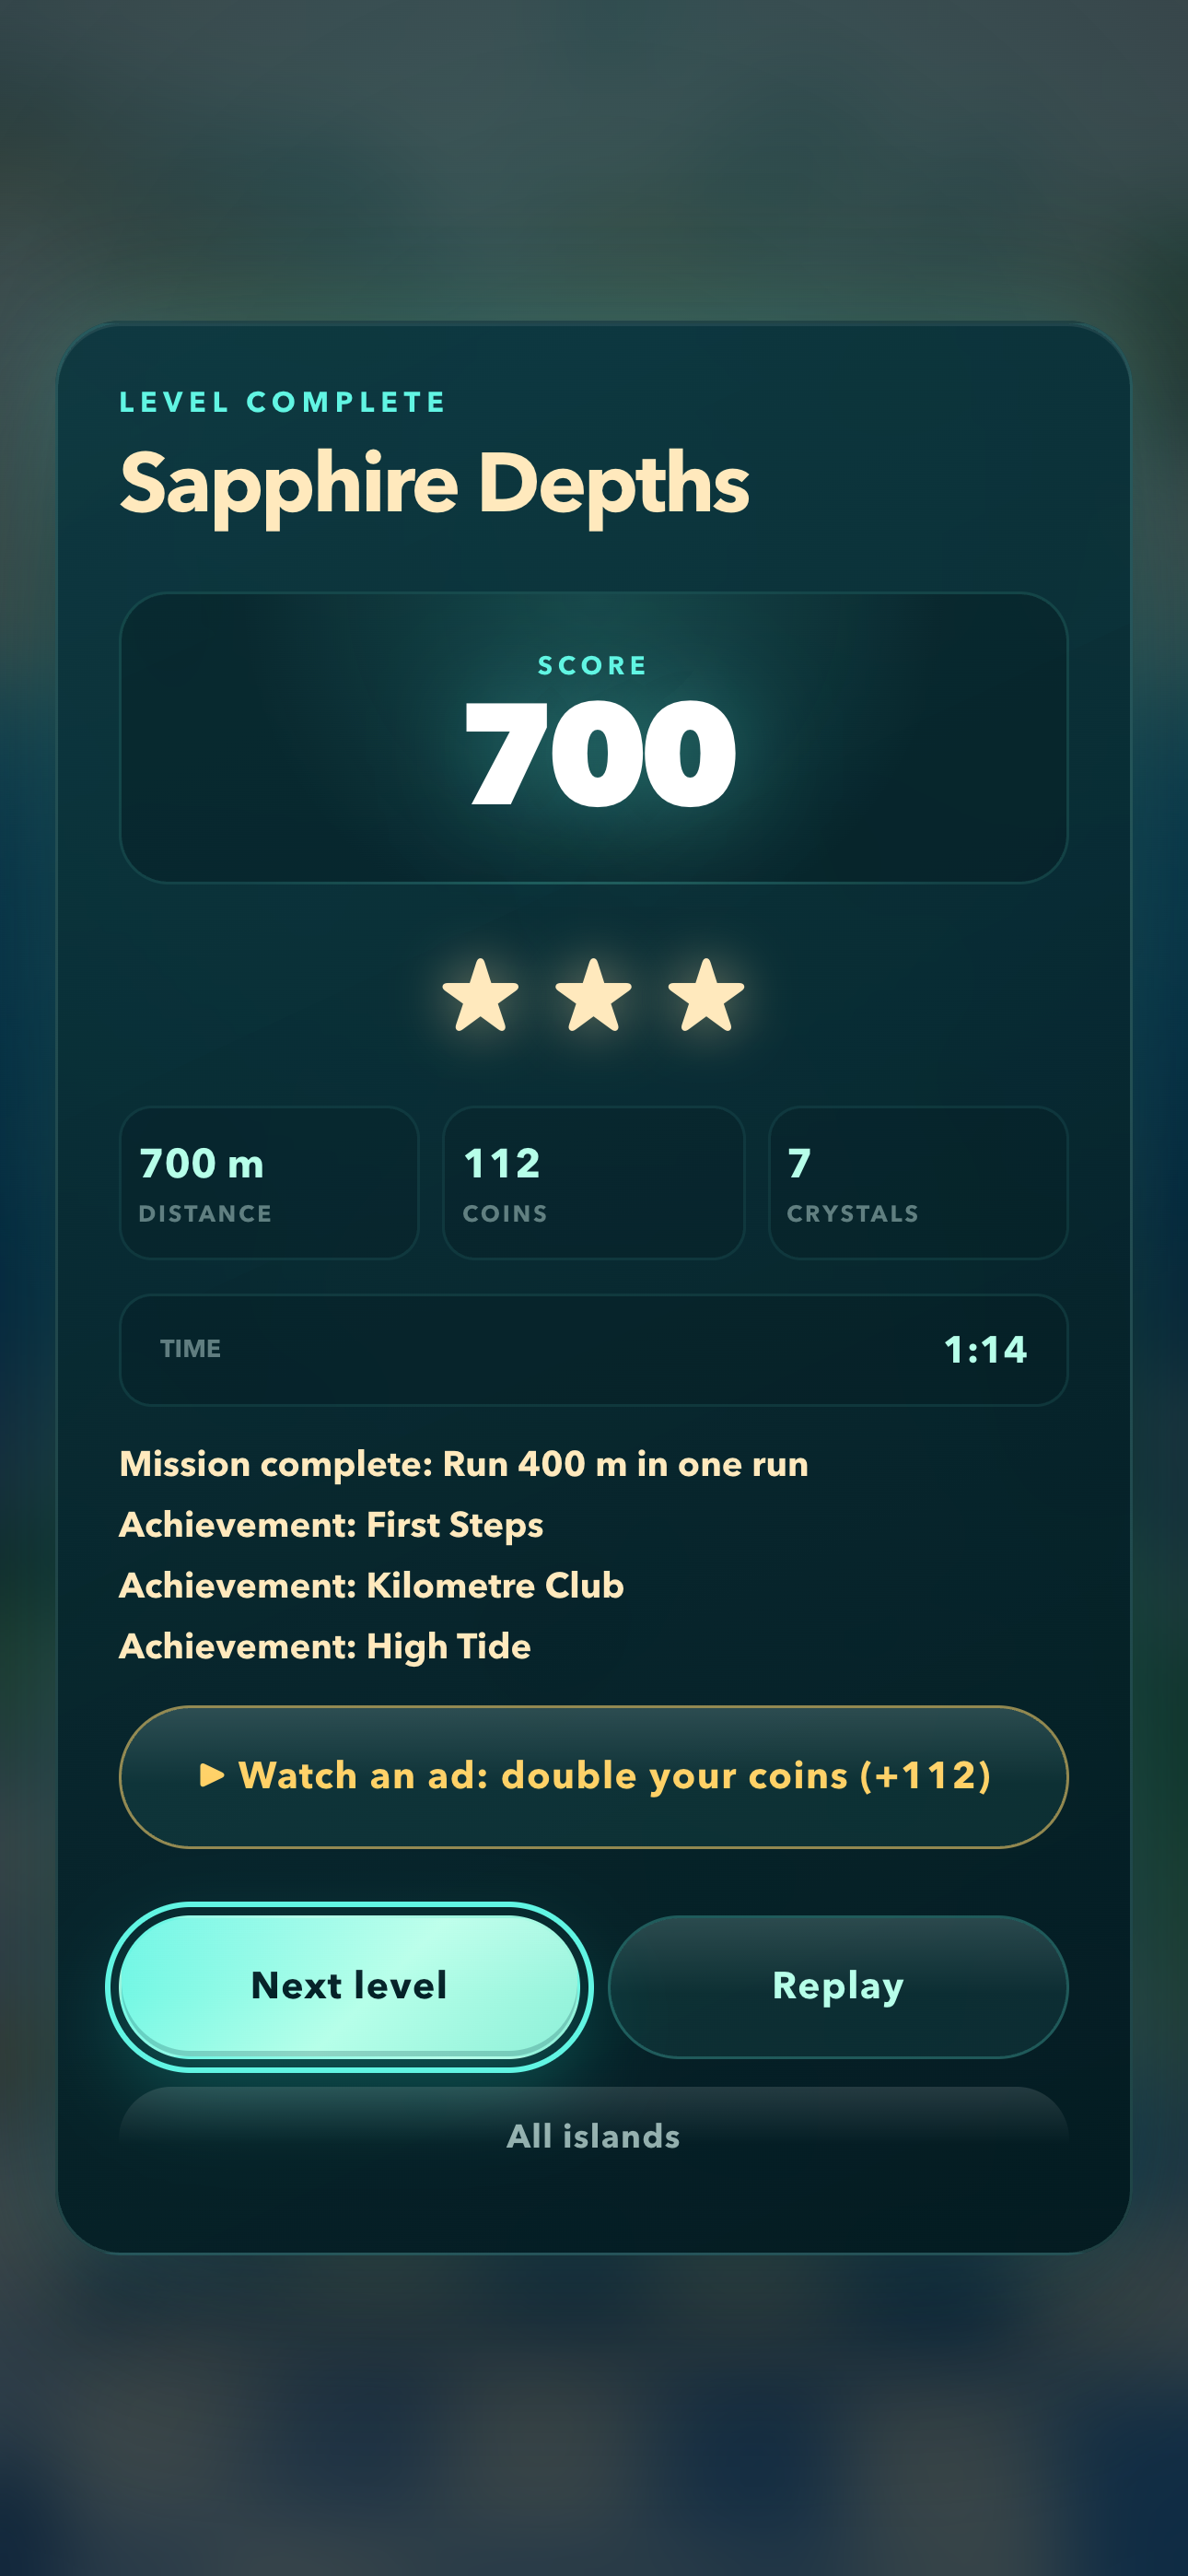 LEVEL COMPLETE
Sapphire Depths
SCORE
700
700 m
DISTANCE
112
COINS
7
CRYSTALS
TIME
1:14
Mission complete: Run 400 m in one run
Achievement: First Steps
Achievement: Kilometre Club
Achievement: High Tide
Watch an ad: double your coins (+112)
Next level
Replay
All islands